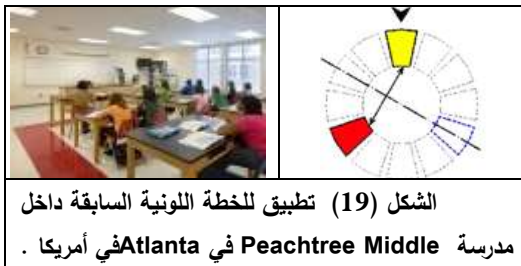 الشكل (19) تطبيق للخطة اللونية السابقة داخل
مدرسة Peachtree Middle في Atlantaفي أمريكا .